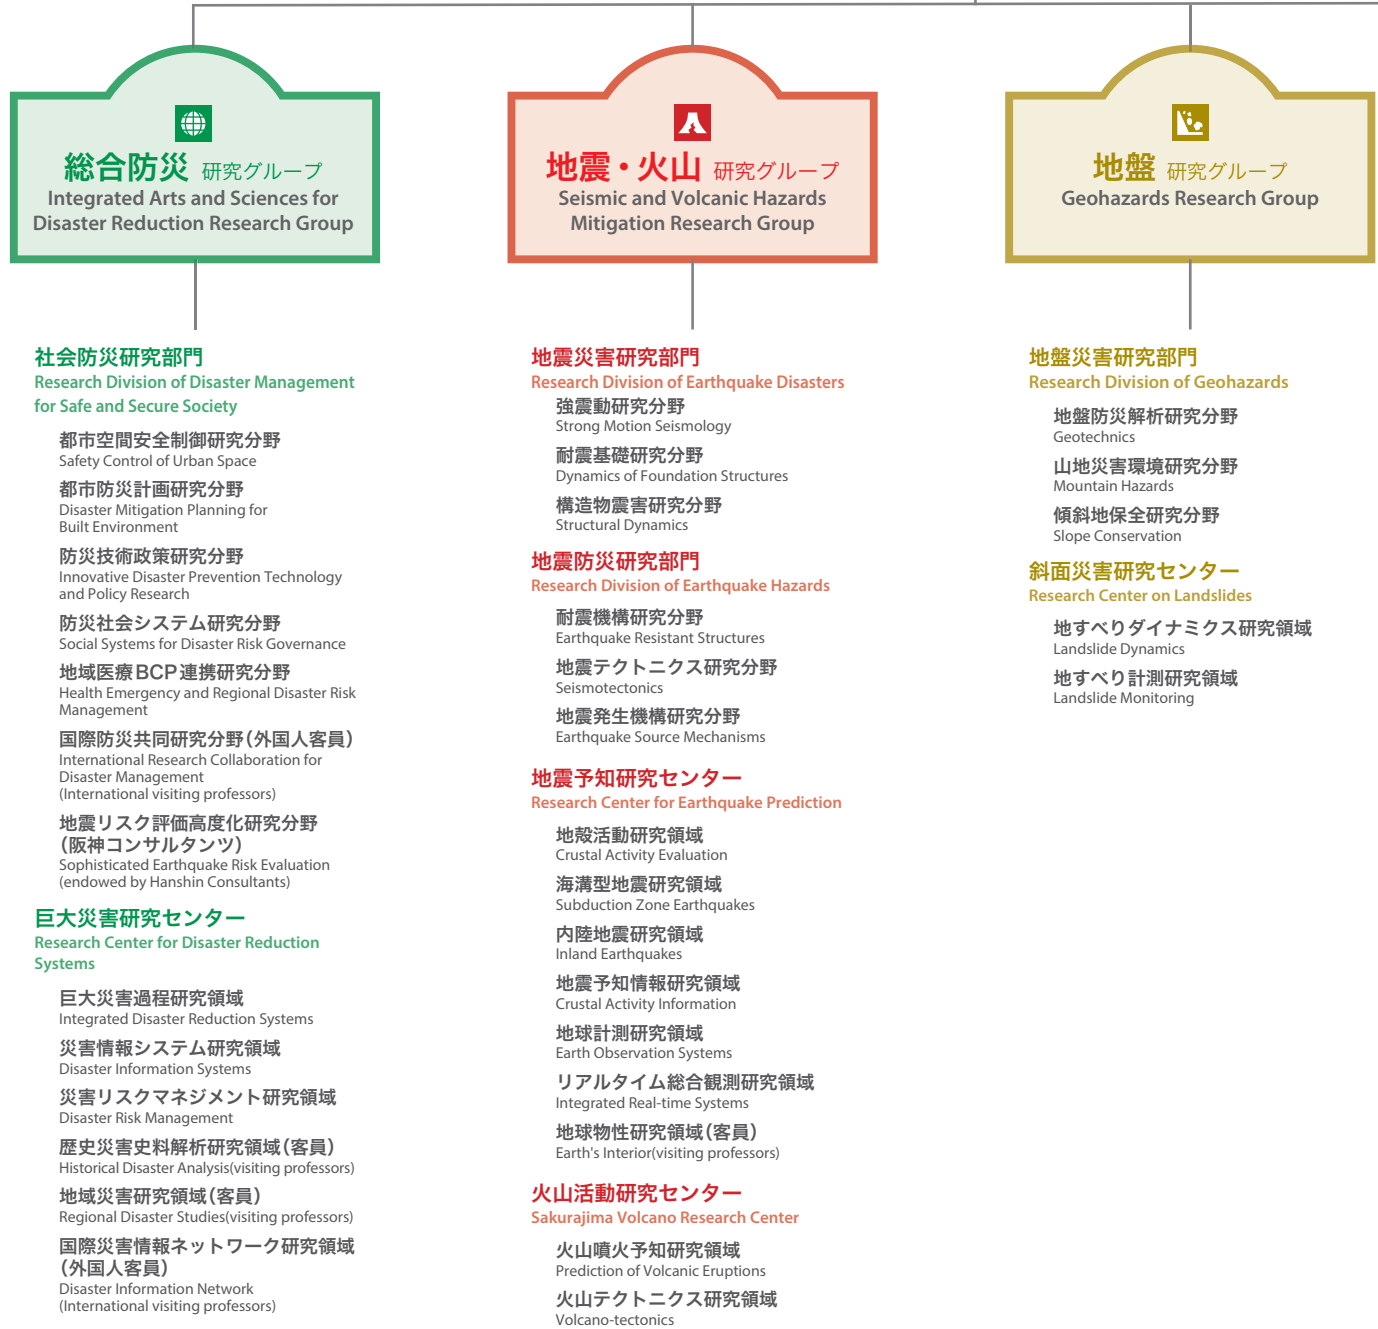 総合防災 研究グループ
Integrated Arts and Sciences for
Disaster Reduction Research Group
社会防災研究部門
Research Division of Disaster Management
for Safe and Secure Society
都市空間安全制御研究分野
Safety Control of Urban Space
都市防災計画研究分野
Disaster Mitigation Planning for
Built Environment
防災技術政策研究分野
Innovative Disaster Prevention Technology
and Policy Research
防災社会システム研究分野
Social Systems for Disaster Risk Governance
地域医療BCP連携研究分野
Health Emergency and Regional Disaster Risk
Management
国際防災共同研究分野(外国人客員)
International Research Collaboration for
Disaster Management
(International visiting professors)
地震リスク評価高度化研究分野
(阪神コンサルタンツ)
Sophisticated Earthquake Risk Evaluation
(endowed by Hanshin Consultants)
巨大災害研究センター
Research Center for Disaster Reduction
Systems
巨大災害過程研究領域
Integrated Disaster Reduction Systems
災害情報システム研究領域
Disaster Information Systems
災害リスクマネジメント研究領域
Disaster Risk Management
歴史災害史料解析研究領域(客員)
Historical Disaster Analysis(visiting professors)
地域災害研究領域(客員)
Regional Disaster Studies(visiting professors)
国際災害情報ネットワーク研究領域
(外国人客員)
Disaster Information Network
(International visiting professors)
地震・火山 研究グループ
Seismic and Volcanic Hazards
Mitigation Research Group
地震災害研究部門
Research Division of Earthquake Disasters
強震動研究分野
Strong Motion Seismology
耐震基礎研究分野
Dynamics of Foundation Structures
構造物震害研究分野
Structural Dynamics
地震防災研究部門
Research Division of Earthquake Hazards
耐震機構研究分野
Earthquake Resistant Structures
地震テクトニクス研究分野
Seismotectonics
地震発生機構研究分野
Earthquake Source Mechanisms
地震予知研究センター
Research Center for Earthquake Prediction
地殻活動研究領域
Crustal Activity Evaluation
海溝型地震研究領域
Subduction Zone Earthquakes
内陸地震研究領域
Inland Earthquakes
地震予知情報研究領域
Crustal Activity Information
地球計測研究領域
Earth Observation Systems
リアルタイム総合観測研究領域
Integrated Real-time Systems
地球物性研究領域(客員)
Earth's Interior(visiting professors)
火山活動研究センター
Sakurajima Volcano Research Center
火山噴火予知研究領域
Prediction of Volcanic Eruptions
火山テクトニクス研究領域
Volcano-tectonics
地盤 研究グループ
Geohazards Research Group
地盤災害研究部門
Research Division of Geohazards
地盤防災解析研究分野
Geotechnics
山地災害環境研究分野
Mountain Hazards
傾斜地保全研究分野
Slope Conservation
斜面災害研究センター
Research Center on Landslides
地すべりダイナミクス研究領域
Landslide Dynamics
地すべり計測研究領域
Landslide Monitoring